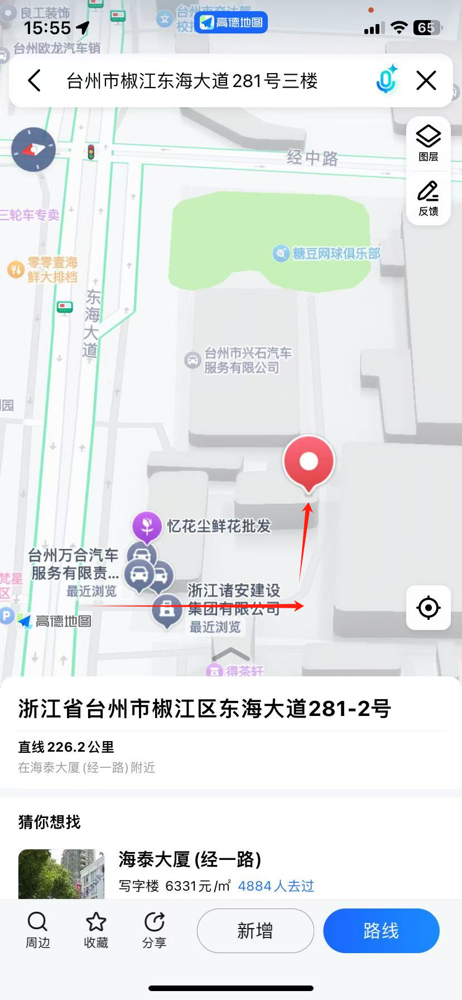 良工装饰
15:55
高德地图
65
台州欧龙汽车销
台州市椒江东海大道281号三楼
图层
反馈
经中路
三轮车专卖
糖豆网球俱乐部
零零壹海
鲜大排档
东海大道
台州市兴石汽车
服务有限公司
园
忆花尘鲜花批发
台州万合汽车
服务有限责...
最近浏览
梵星
区
浙江诸安建设
集团有限公司
最近浏览
P
高德地图
得茶轩
浙江省台州市椒江区东海大道281-2号
直线226.2公里
在海泰大厦(经一路)附近
猜你想找
海泰大厦(经一路)
写字楼 6331元/㎡ 4884人去过
周边
收藏
分享
新增
路线